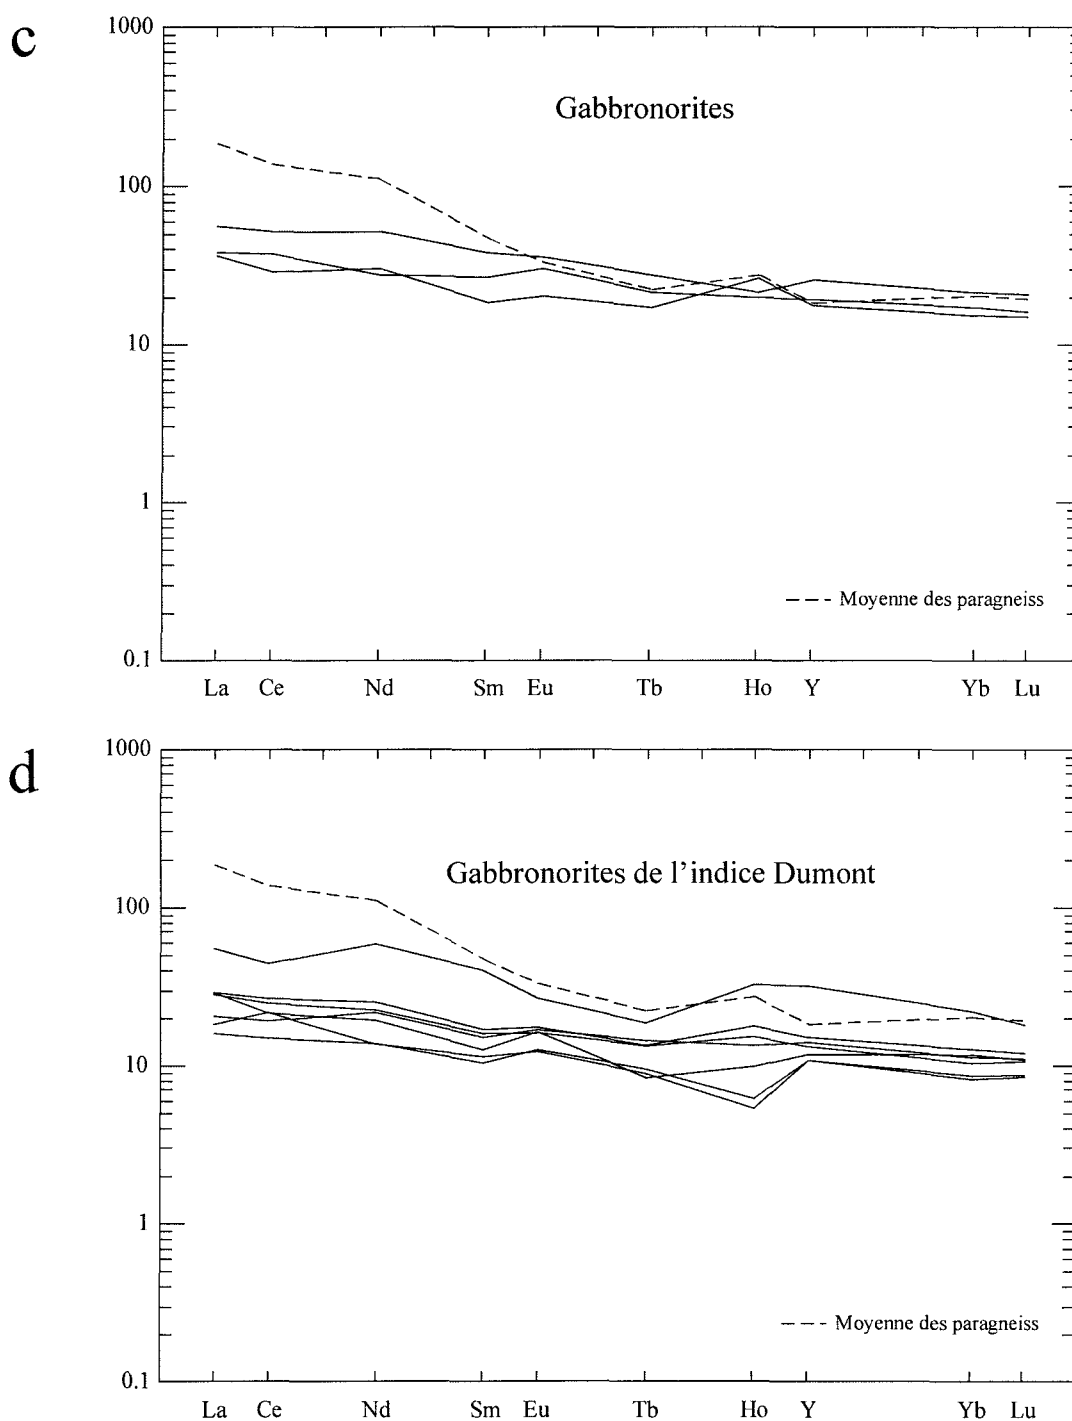 c
1000
Gabbronorites
100
10
1
Moyenne des paragneiss
0.1
La Ce Nd Sm Eu Tb Ho Y Yb Lu
d
1000
Gabbronorites de l'indice Dumont
100
10
1
Moyenne des paragneiss
0.1
La Ce Nd Sm Eu Tb Ho Y Yb Lu